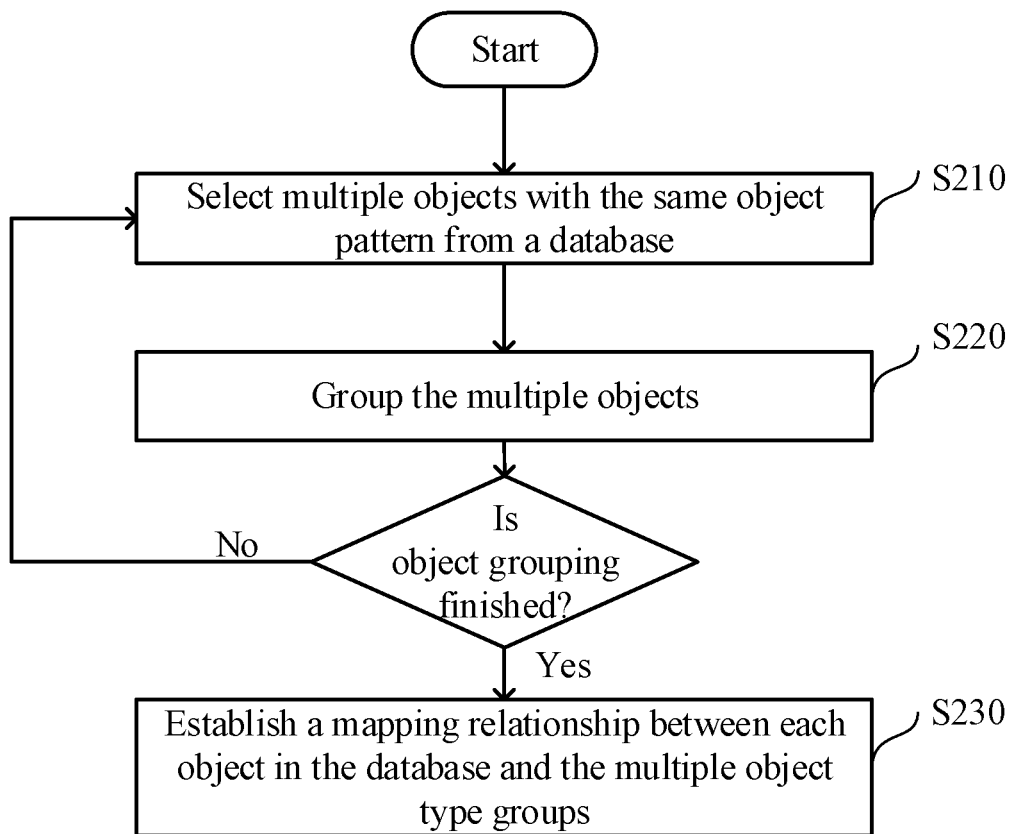 Start
Select multiple objects with the same object
pattern from a database
S210
Group the multiple objects
S220
Is
object grouping
finished?
No
Yes
Establish a mapping relationship between each
object in the database and the multiple object
type groups
S230